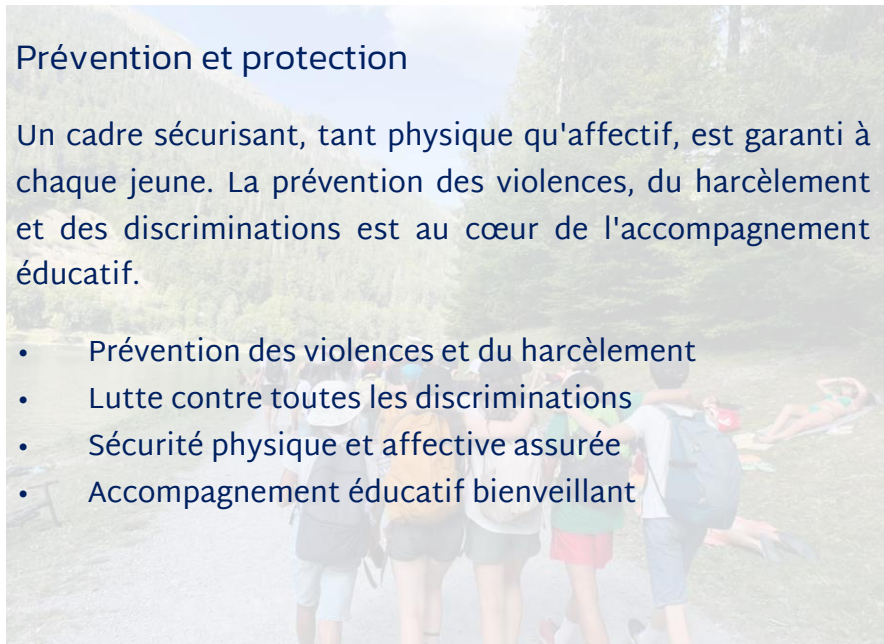 Prévention et protection
Un cadre sécurisant, tant physique qu'affectif, est garanti à
chaque jeune. La prévention des violences, du harcèlement
et des discriminations est au cœur de l'accompagnement
éducatif.
• Prévention des violences et du harcèlement
• Lutte contre toutes les discriminations
• Sécurité physique et affective assurée
• Accompagnement éducatif bienveillant